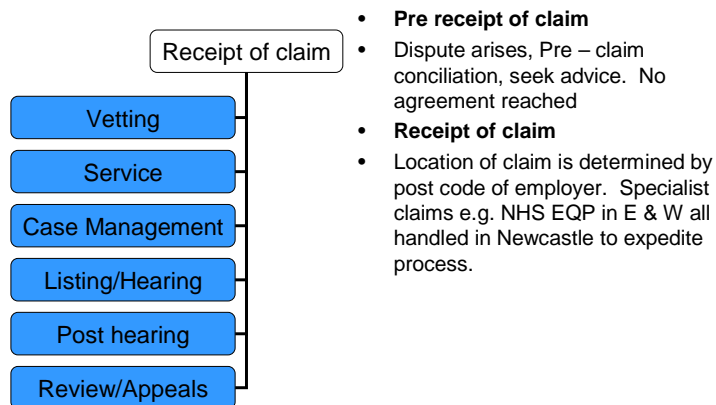 Receipt of claim
Vetting
Service
Case Management
Listing/Hearing
Post hearing
Review/Appeals
• Pre receipt of claim
• Dispute arises, Pre – claim
conciliation, seek advice. No
agreement reached
• Receipt of claim
• Location of claim is determined by
post code of employer. Specialist
claims e.g. NHS EQP in E & W all
handled in Newcastle to expedite
process.